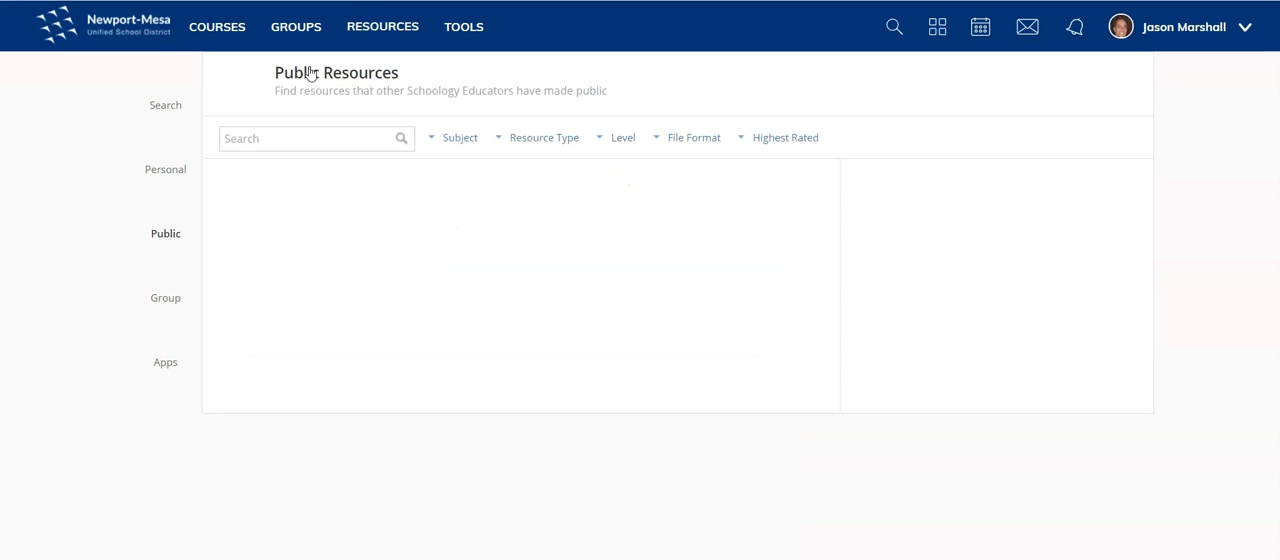 Newport-Mesa
Unified School District
COURSES GROUPS RESOURCES TOOLS
Jason Marshall
Public Resources
Find resources that other Schoology Educators have made public
Search
Personal
Public
Group
Apps
Search Subject Resource Type Level File Format Highest Rated